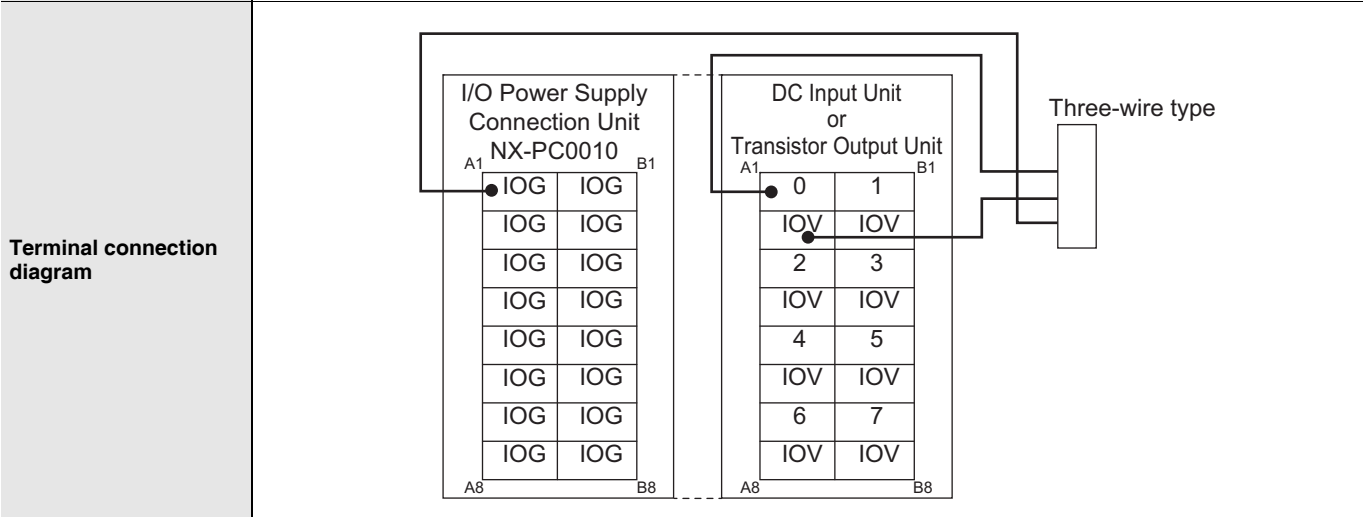 Terminal connection
diagram
I/O Power Supply
Connection Unit
NX-PC0010
A1 B1
IOG IOG
IOG IOG
IOG IOG
IOG IOG
IOG IOG
IOG IOG
IOG IOG
IOG IOG
A8 B8
DC Input Unit
or
Transistor Output Unit
A1 B1
0 1
IOV IOV
2 3
IOV IOV
4 5
IOV IOV
6 7
IOV IOV
A8 B8
Three-wire type